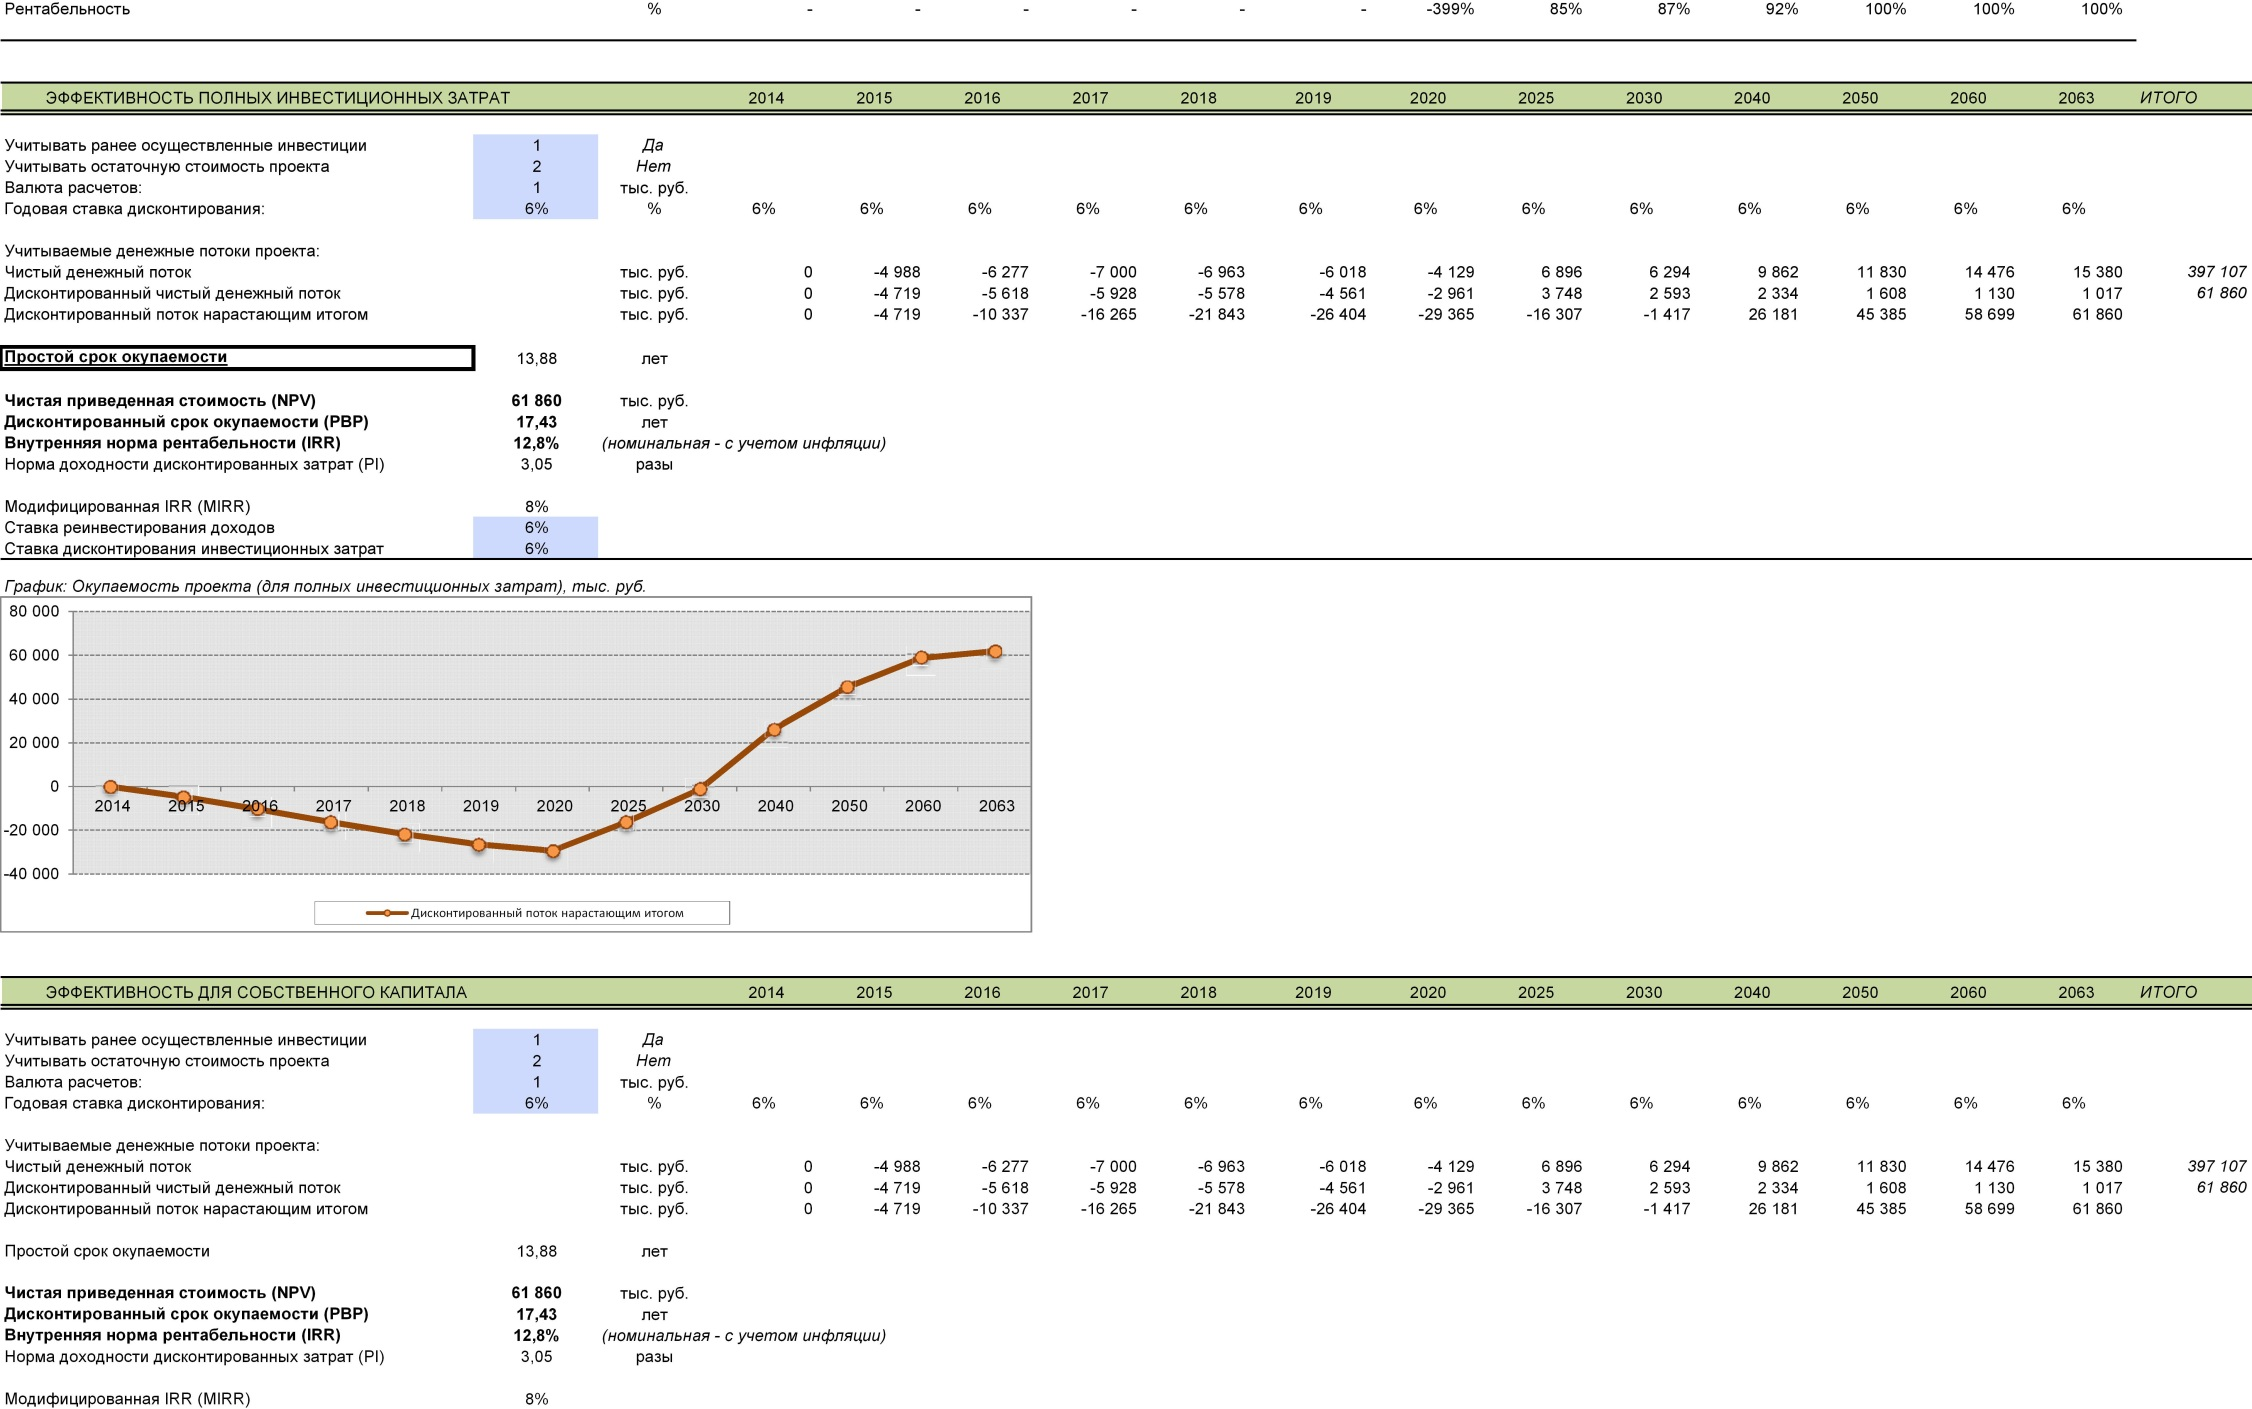 Рентабельность % - - - - - - -399% 85% 87% 92% 100% 100% 100%
ЭФФЕКТИВНОСТЬ ПОЛНЫХ ИНВЕСТИЦИОННЫХ ЗАТРАТ 2014 2015 2016 2017 2018 2019 2020 2025 2030 2040 2050 2060 2063 ИТОГО
Учитывать ранее осуществленные инвестиции 1 Да
Учитывать остаточную стоимость проекта 2 Нет
Валюта расчетов: 1 тыс. руб.
Годовая ставка дисконтирования: 6% % 6% 6% 6% 6% 6% 6% 6% 6% 6% 6% 6% 6% 6%
Учитываемые денежные потоки проекта:
Чистый денежный поток тыс. руб. 0 -4 988 -6 277 -7 000 -6 963 -6 018 -4 129 6 896 6 294 9 862 11 830 14 476 15 380 397 107
Дисконтированный чистый денежный поток тыс. руб. 0 -4 719 -5 618 -5 928 -5 578 -4 561 -2 961 3 748 2 593 2 334 1 608 1 130 1 017 61 860
Дисконтированный поток нарастающим итогом тыс. руб. 0 -4 719 -10 337 -16 265 -21 843 -26 404 -29 365 -16 307 -1 417 26 181 45 385 58 699 61 860
Простой срок окупаемости 13,88 лет
Чистая приведенная стоимость (NPV) 61 860 тыс. руб.
Дисконтированный срок окупаемости (PBP) 17,43 лет
Внутренняя норма рентабельности (IRR) 12,8% (номинальная - с учетом инфляции)
Норма доходности дисконтированных затрат (PI) 3,05 разы
Модифицированная IRR (MIRR) 8%
Ставка реинвестирования доходов 6%
Ставка дисконтирования инвестиционных затрат 6%
График: Окупаемость проекта (для полных инвестиционных затрат), тыс. руб.
80 000
60 000
40 000
20 000
0
2014 2015 2016 2017 2018 2019 2020 2025 2030 2040 2050 2060 2063
-20 000
-40 000
Дисконтированный поток нарастающим итогом
ЭФФЕКТИВНОСТЬ ДЛЯ СОБСТВЕННОГО КАПИТАЛА 2014 2015 2016 2017 2018 2019 2020 2025 2030 2040 2050 2060 2063 ИТОГО
Учитывать ранее осуществленные инвестиции 1 Да
Учитывать остаточную стоимость проекта 2 Нет
Валюта расчетов: 1 тыс. руб.
Годовая ставка дисконтирования: 6% % 6% 6% 6% 6% 6% 6% 6% 6% 6% 6% 6% 6% 6%
Учитываемые денежные потоки проекта:
Чистый денежный поток тыс. руб. 0 -4 988 -6 277 -7 000 -6 963 -6 018 -4 129 6 896 6 294 9 862 11 830 14 476 15 380 397 107
Дисконтированный чистый денежный поток тыс. руб. 0 -4 719 -5 618 -5 928 -5 578 -4 561 -2 961 3 748 2 593 2 334 1 608 1 130 1 017 61 860
Дисконтированный поток нарастающим итогом тыс. руб. 0 -4 719 -10 337 -16 265 -21 843 -26 404 -29 365 -16 307 -1 417 26 181 45 385 58 699 61 860
Простой срок окупаемости 13,88 лет
Чистая приведенная стоимость (NPV) 61 860 тыс. руб.
Дисконтированный срок окупаемости (PBP) 17,43 лет
Внутренняя норма рентабельности (IRR) 12,8% (номинальная - с учетом инфляции)
Норма доходности дисконтированных затрат (PI) 3,05 разы
Модифицированная IRR (MIRR) 8%